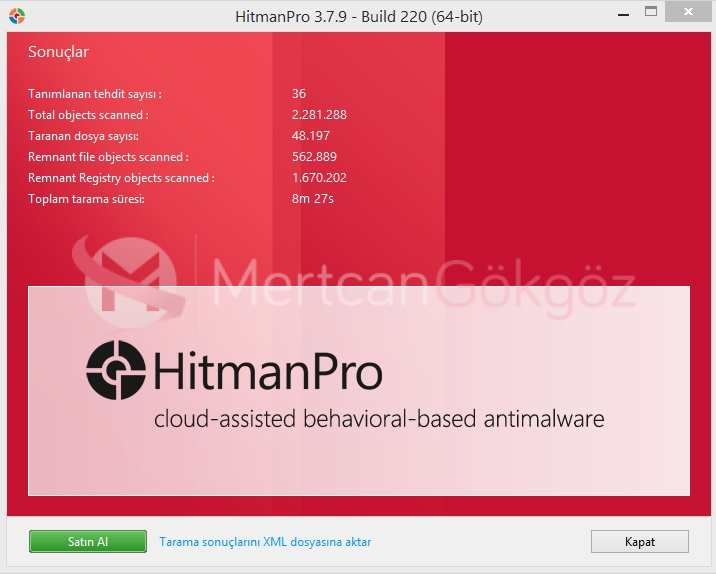 HitmanPro 3.7.9 - Build 220 (64-bit)
Sonuçlar
Tanımlanan tehdit sayısı : 36
Total objects scanned : 2.281.288
Taranan dosya sayısı: 48.197
Remnant file objects scanned : 562.889
Remnant Registry objects scanned : 1.670.202
Toplam tarama süresi: 8m 27s
MertcanGökgöz
HitmanPro
cloud-assisted behavioral-based antimalware
Satın Al Tarama sonuçlarını XML dosyasına aktar Kapat